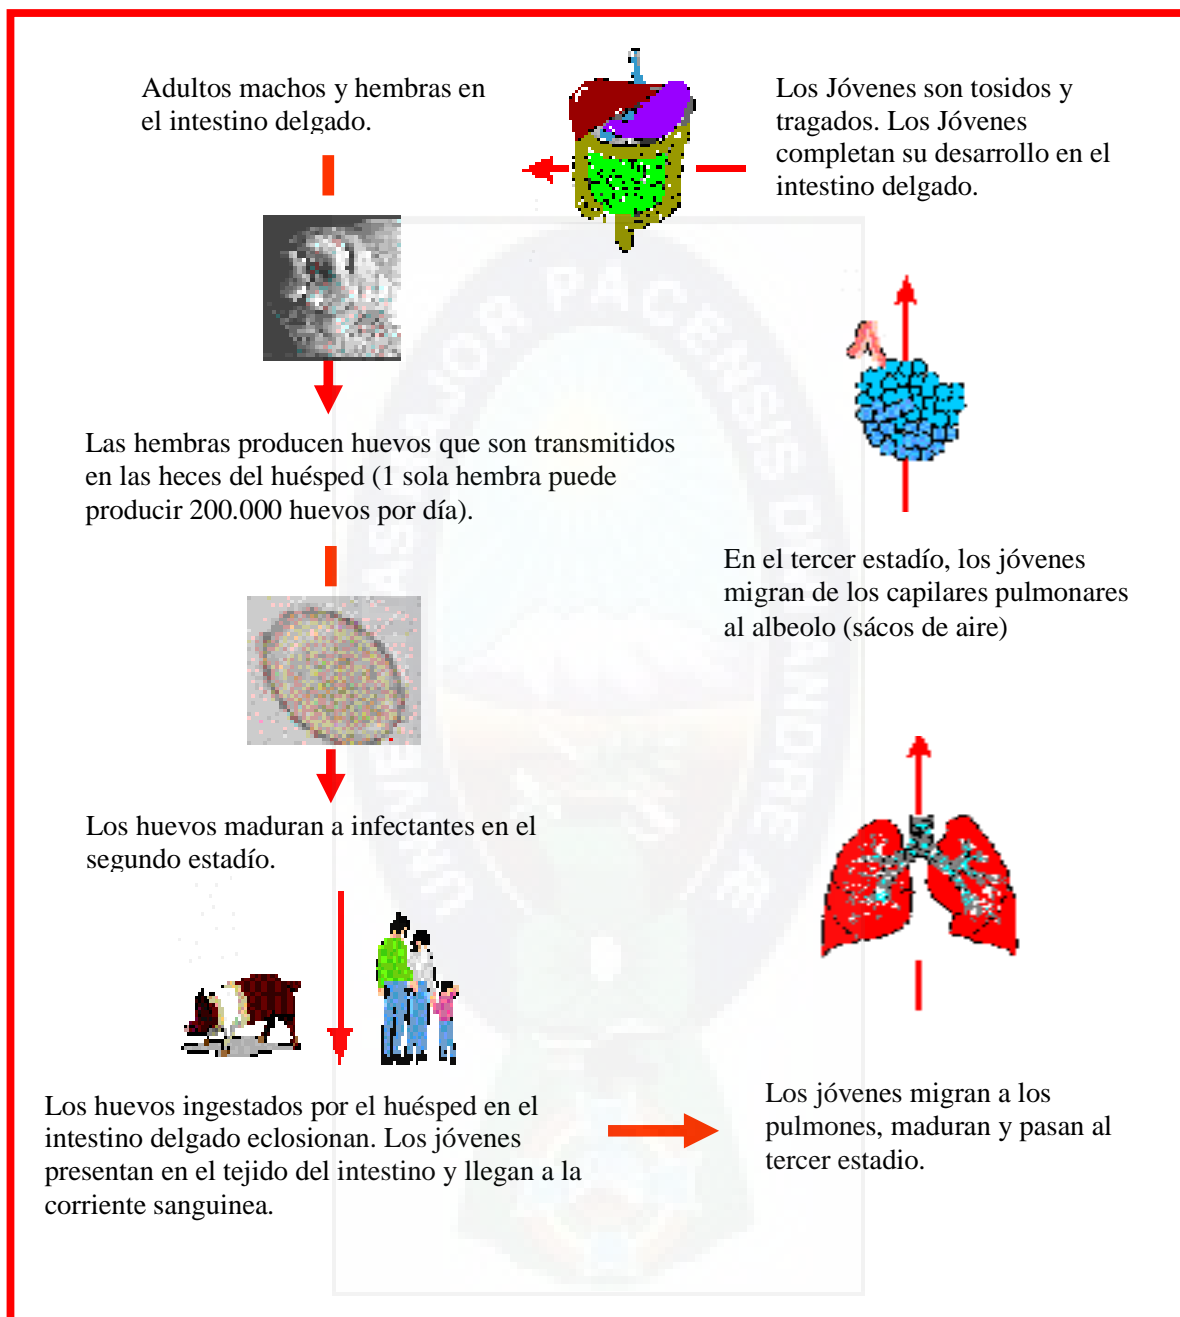 Adultos machos y hembras en
el intestino delgado.
Los Jóvenes son tosidos y
tragados. Los Jóvenes
completan su desarrollo en el
intestino delgado.
Las hembras producen huevos que son transmitidos
en las heces del huésped (1 sola hembra puede
producir 200.000 huevos por día).
En el tercer estadío, los jóvenes
migran de los capilares pulmonares
al albeolo (sácos de aire)
Los huevos maduran a infectantes en el
segundo estadío.
Los huevos ingestados por el huésped en el
intestino delgado eclosionan. Los jóvenes
presentan en el tejido del intestino y llegan a la
corriente sanguinea.
Los jóvenes migran a los
pulmones, maduran y pasan al
tercer estadio.